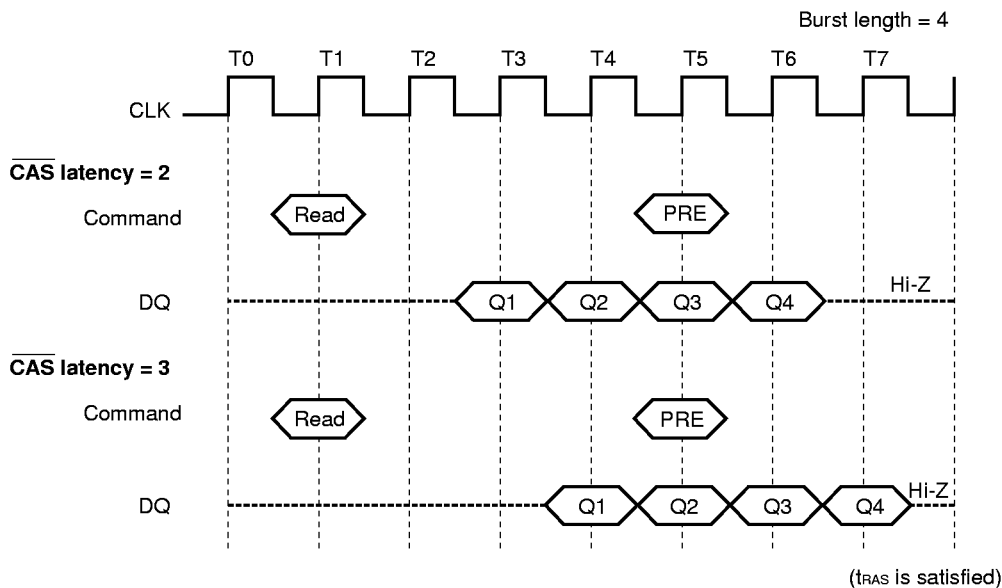 Burst length = 4
T0 T1 T2 T3 T4 T5 T6 T7
CLK
CAS latency = 2
Command Read PRE
DQ Q1 Q2 Q3 Q4 Hi-Z
CAS latency = 3
Command Read PRE
DQ Q1 Q2 Q3 Q4 Hi-Z
(tRAS is satisfied)